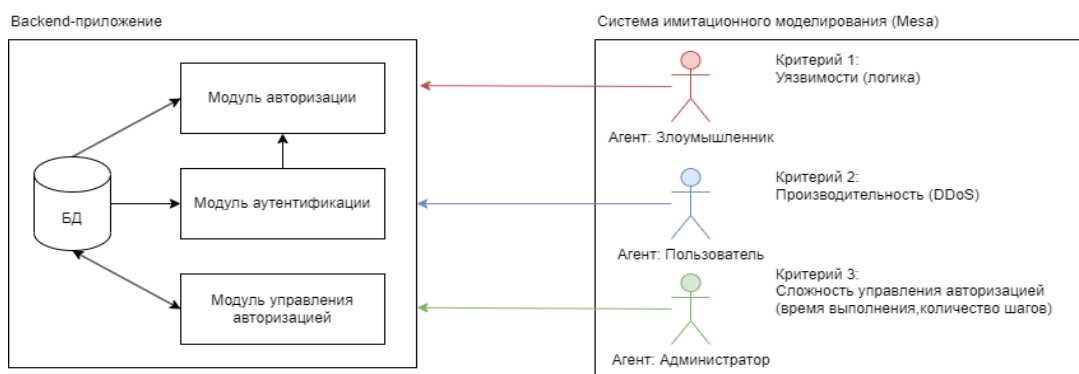 Backend-приложение
Модуль авторизации
Модуль аутентификации
БД
Модуль управления
авторизацией
Система имитационного моделирования (Mesa)
Критерий 1:
Уязвимости (логика)
Агент: Злоумышленник
Критерий 2:
Производительность (DDoS)
Агент: Пользователь
Критерий 3:
Сложность управления авторизацией
(время выполнения,количество шагов)
Агент: Администратор